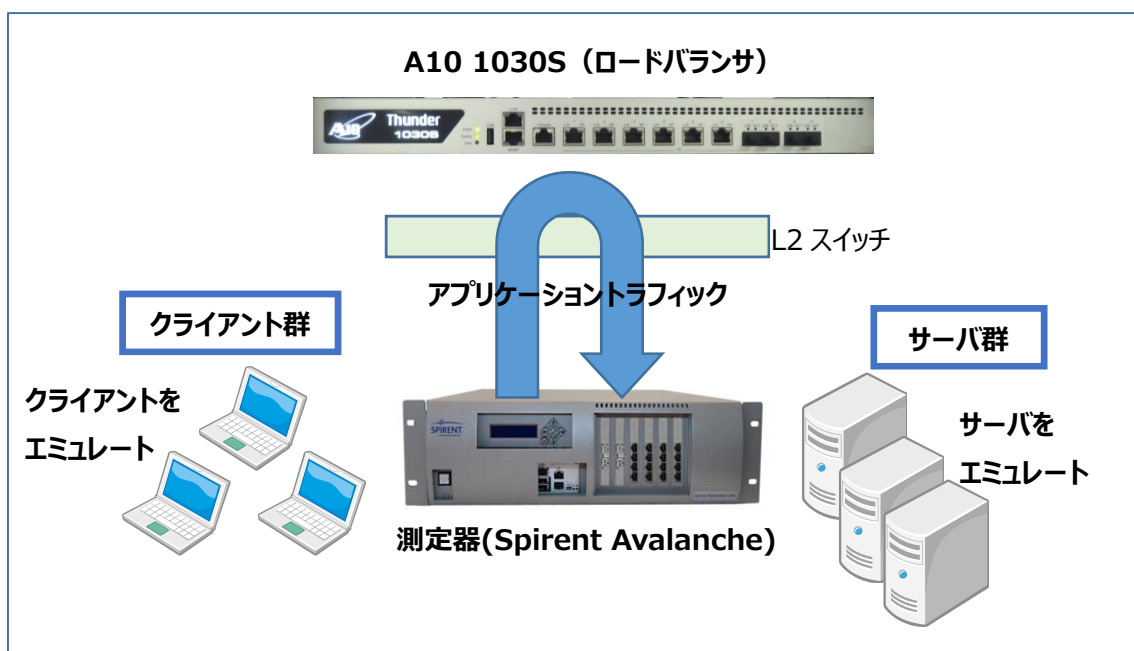 A10 1030S（ロードバランサ）
A10
Thunder
1030S
L2 スイッチ
アプリケーショントラフィック
クライアント群
サーバ群
クライアントを
エミュレート
サーバを
エミュレート
SPIRENT
測定器(Spirent Avalanche)